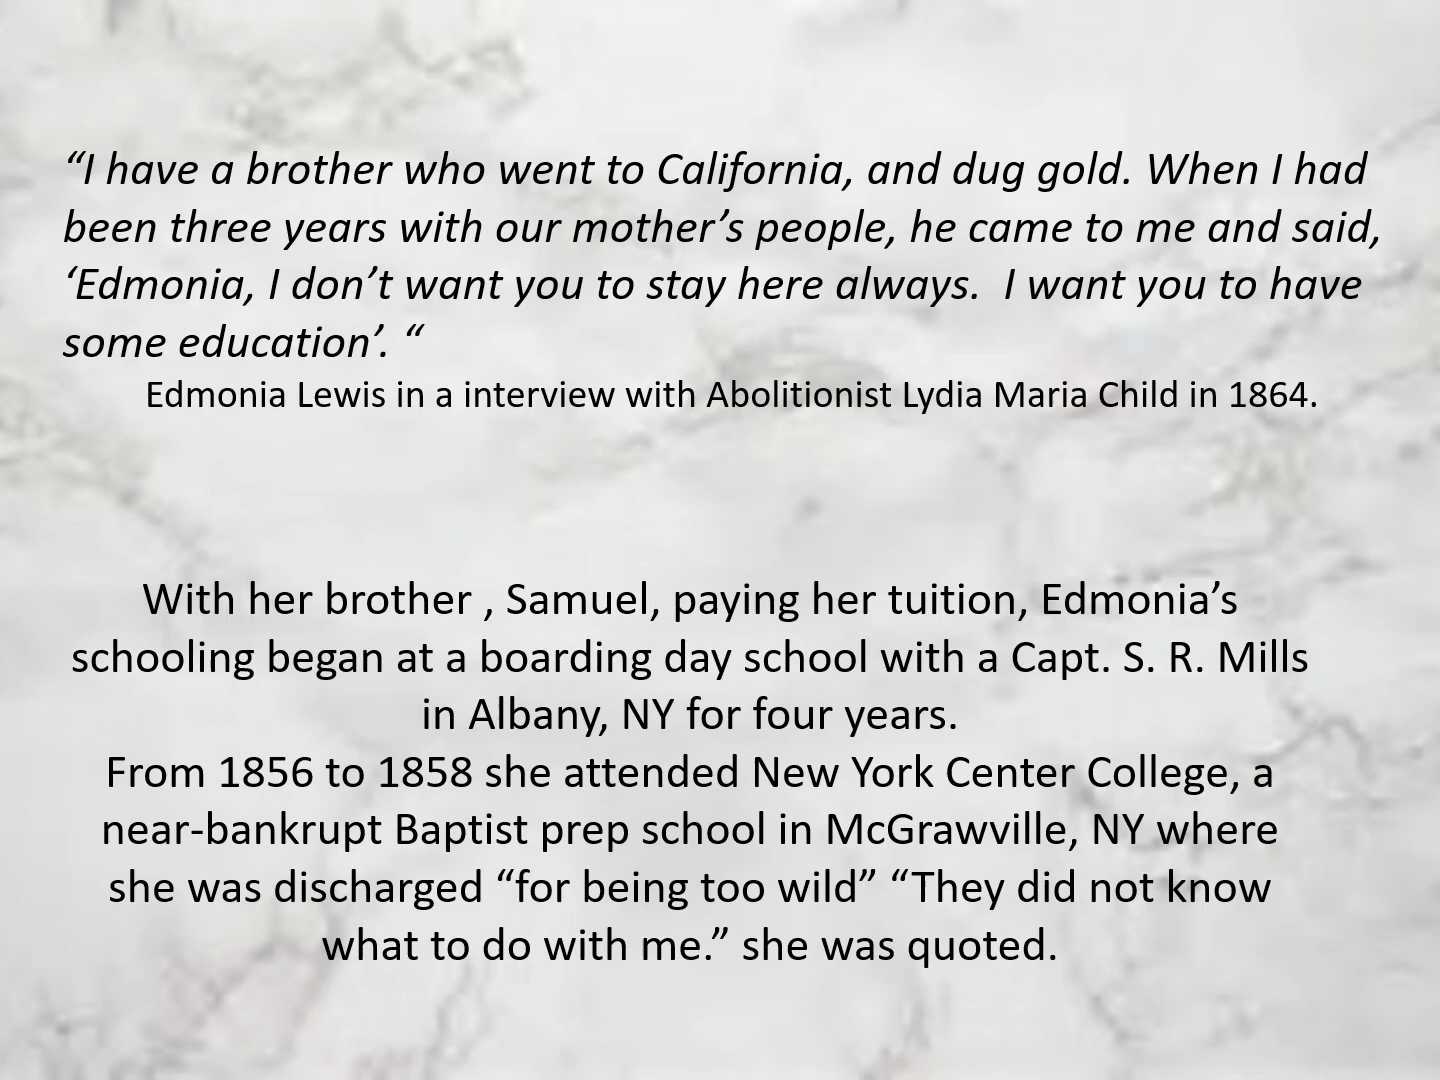 “I have a brother who went to California, and dug gold. When I had
been three years with our mother’s people, he came to me and said,
‘Edmonia, I don’t want you to stay here always.  I want you to have
some education’. “
Edmonia Lewis in a interview with Abolitionist Lydia Maria Child in 1864.
With her brother , Samuel, paying her tuition, Edmonia’s
schooling began at a boarding day school with a Capt. S. R. Mills
in Albany, NY for four years.
From 1856 to 1858 she attended New York Center College, a
near-bankrupt Baptist prep school in McGrawville, NY where
she was discharged “for being too wild” “They did not know
what to do with me.” she was quoted.